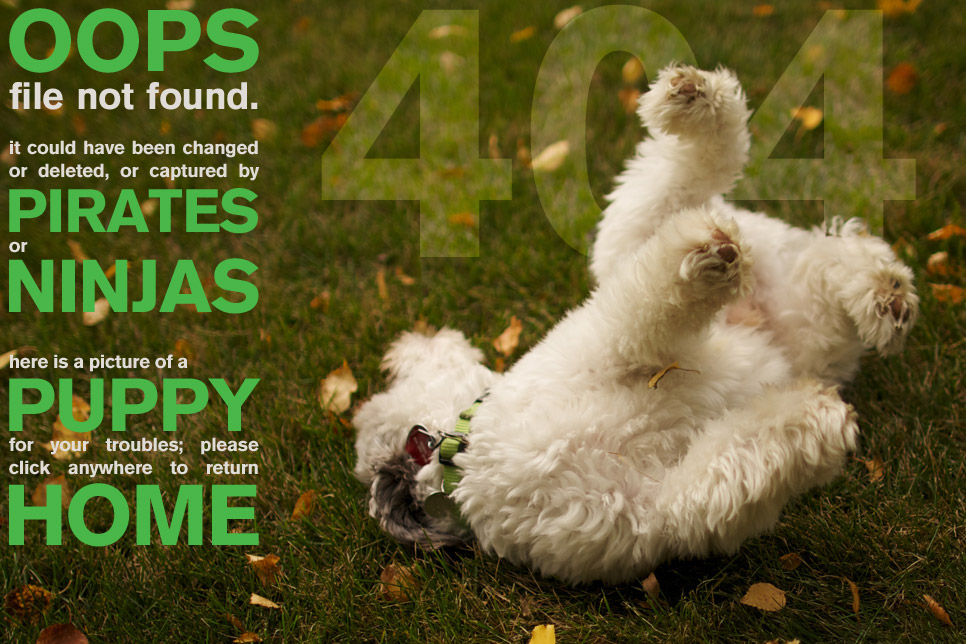 OOPS
file not found.
it could have been changed
or deleted, or captured by
PIRATES
or
NINJAS
here is a picture of a
PUPPY
for your troubles; please
click anywhere to return
HOME
404